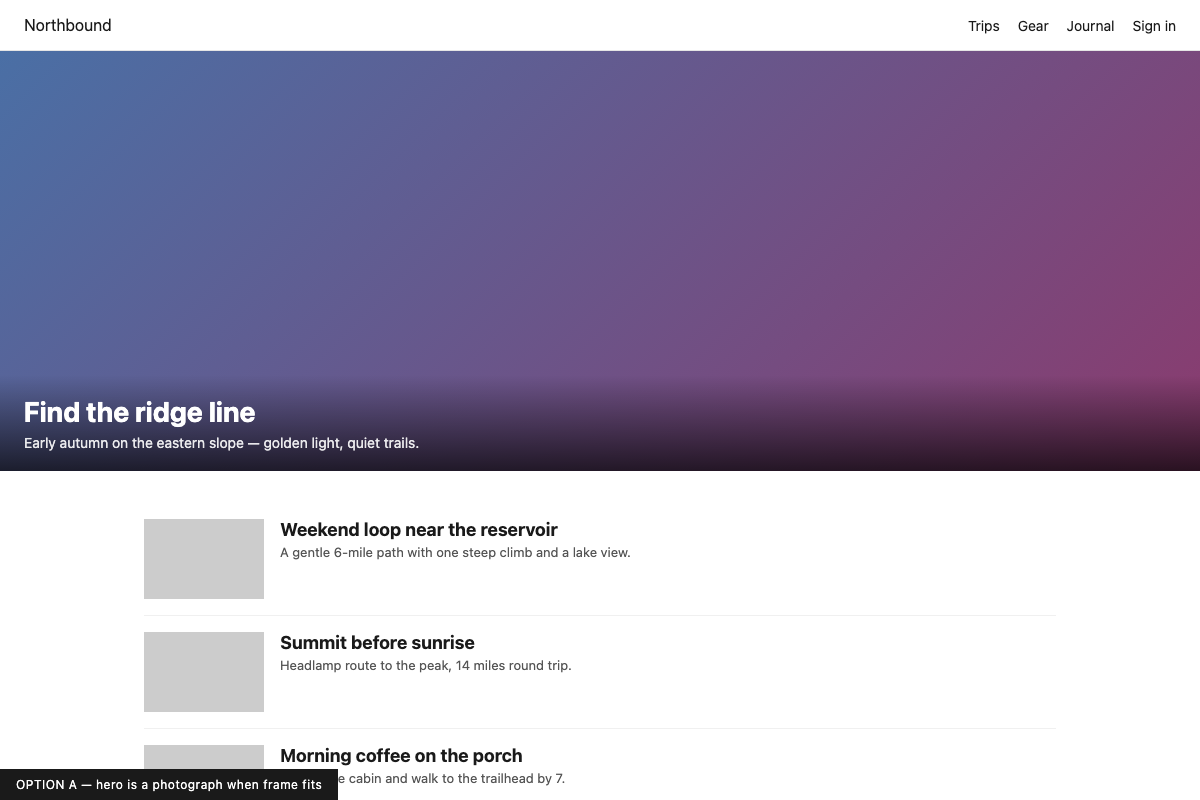 Northbound
Trips Gear Journal Sign in
Find the ridge line
Early autumn on the eastern slope — golden light, quiet trails.
Weekend loop near the reservoir
A gentle 6-mile path with one steep climb and a lake view.
Summit before sunrise
Headlamp route to the peak, 14 miles round trip.
Morning coffee on the porch
cabin and walk to the trailhead by 7.
OPTION A — hero is a photograph when frame fits